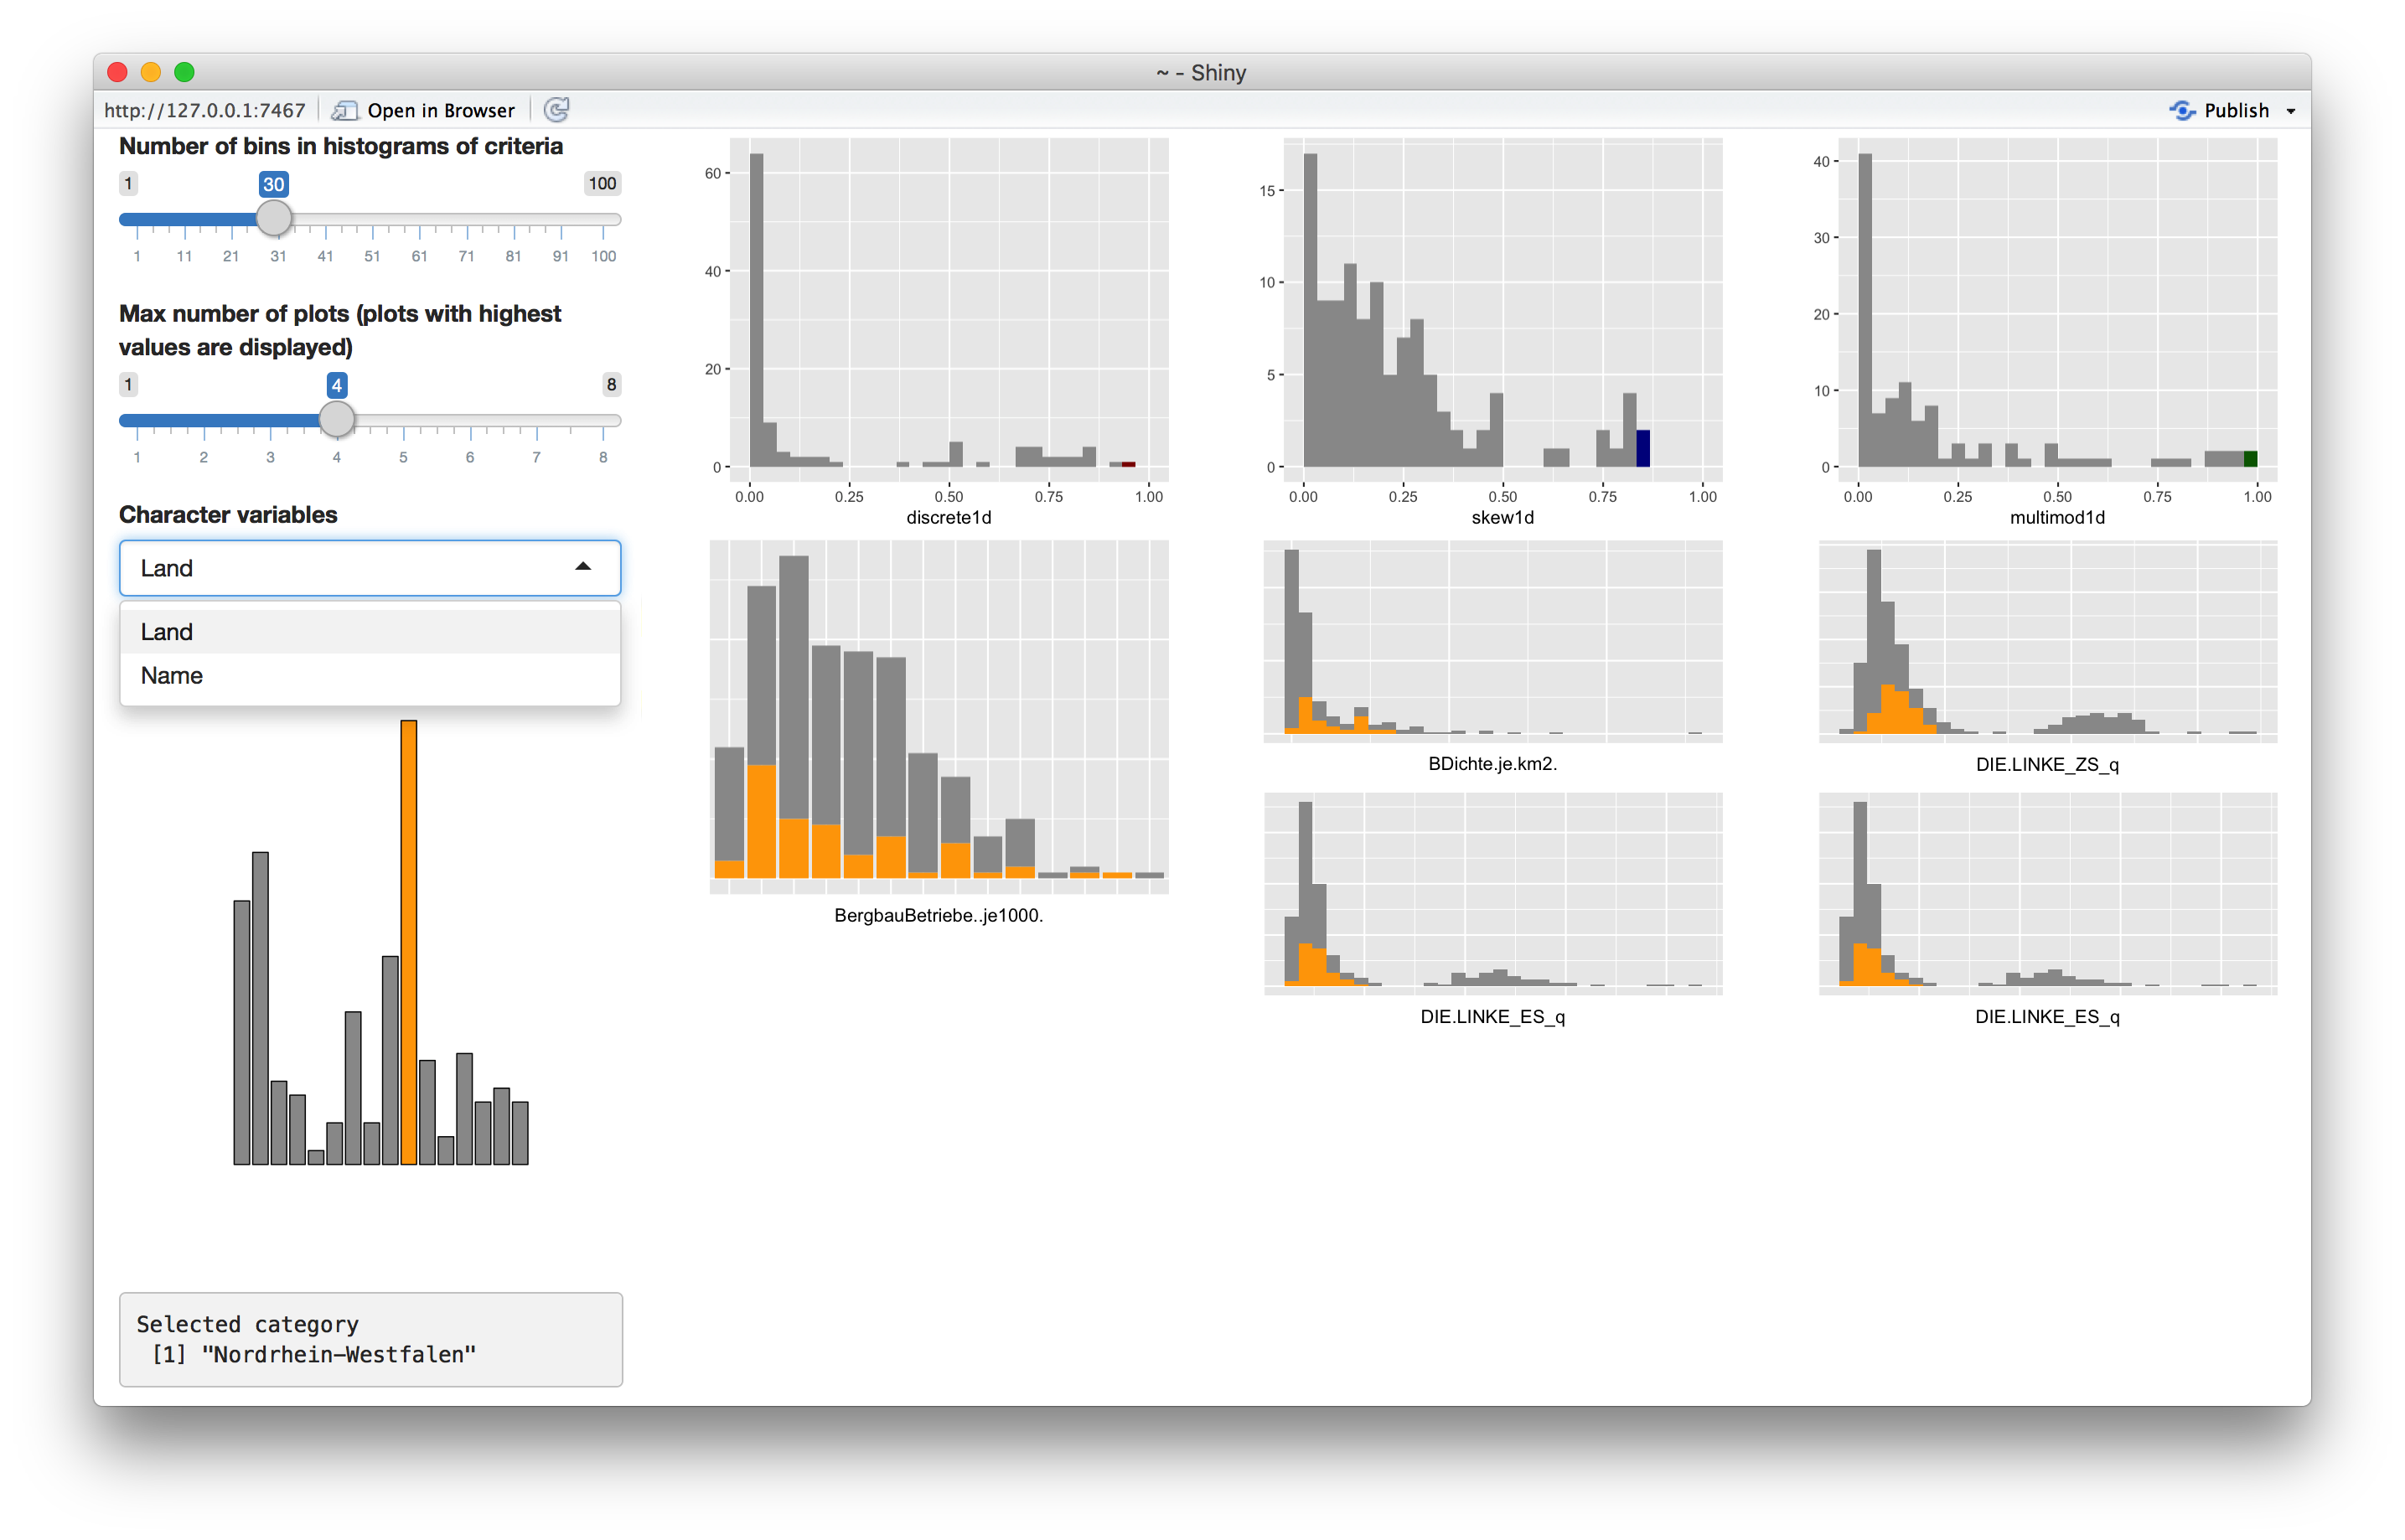 ~ - Shiny
http://127.0.0.1:7467 Open in Browser Publish
Number of bins in histograms of criteria
1 30 100
1 11 21 31 41 51 61 71 81 91 100
Max number of plots (plots with highest
values are displayed)
1 4 8
1 2 3 4 5 6 7 8
Character variables
Land
Land
Name
Selected category
[1] "Nordrhein-Westfalen"
60
40
20
0
0.00 0.25 0.50 0.75 1.00
discrete1d
15
10
5
0
0.00 0.25 0.50 0.75 1.00
skew1d
40
30
20
10
0
0.00 0.25 0.50 0.75 1.00
multimod1d
BergbauBetriebe..je1000.
BDichte.je.km2.
DIE.LINKE_ZS_q
DIE.LINKE_ES_q
DIE.LINKE_ES_q